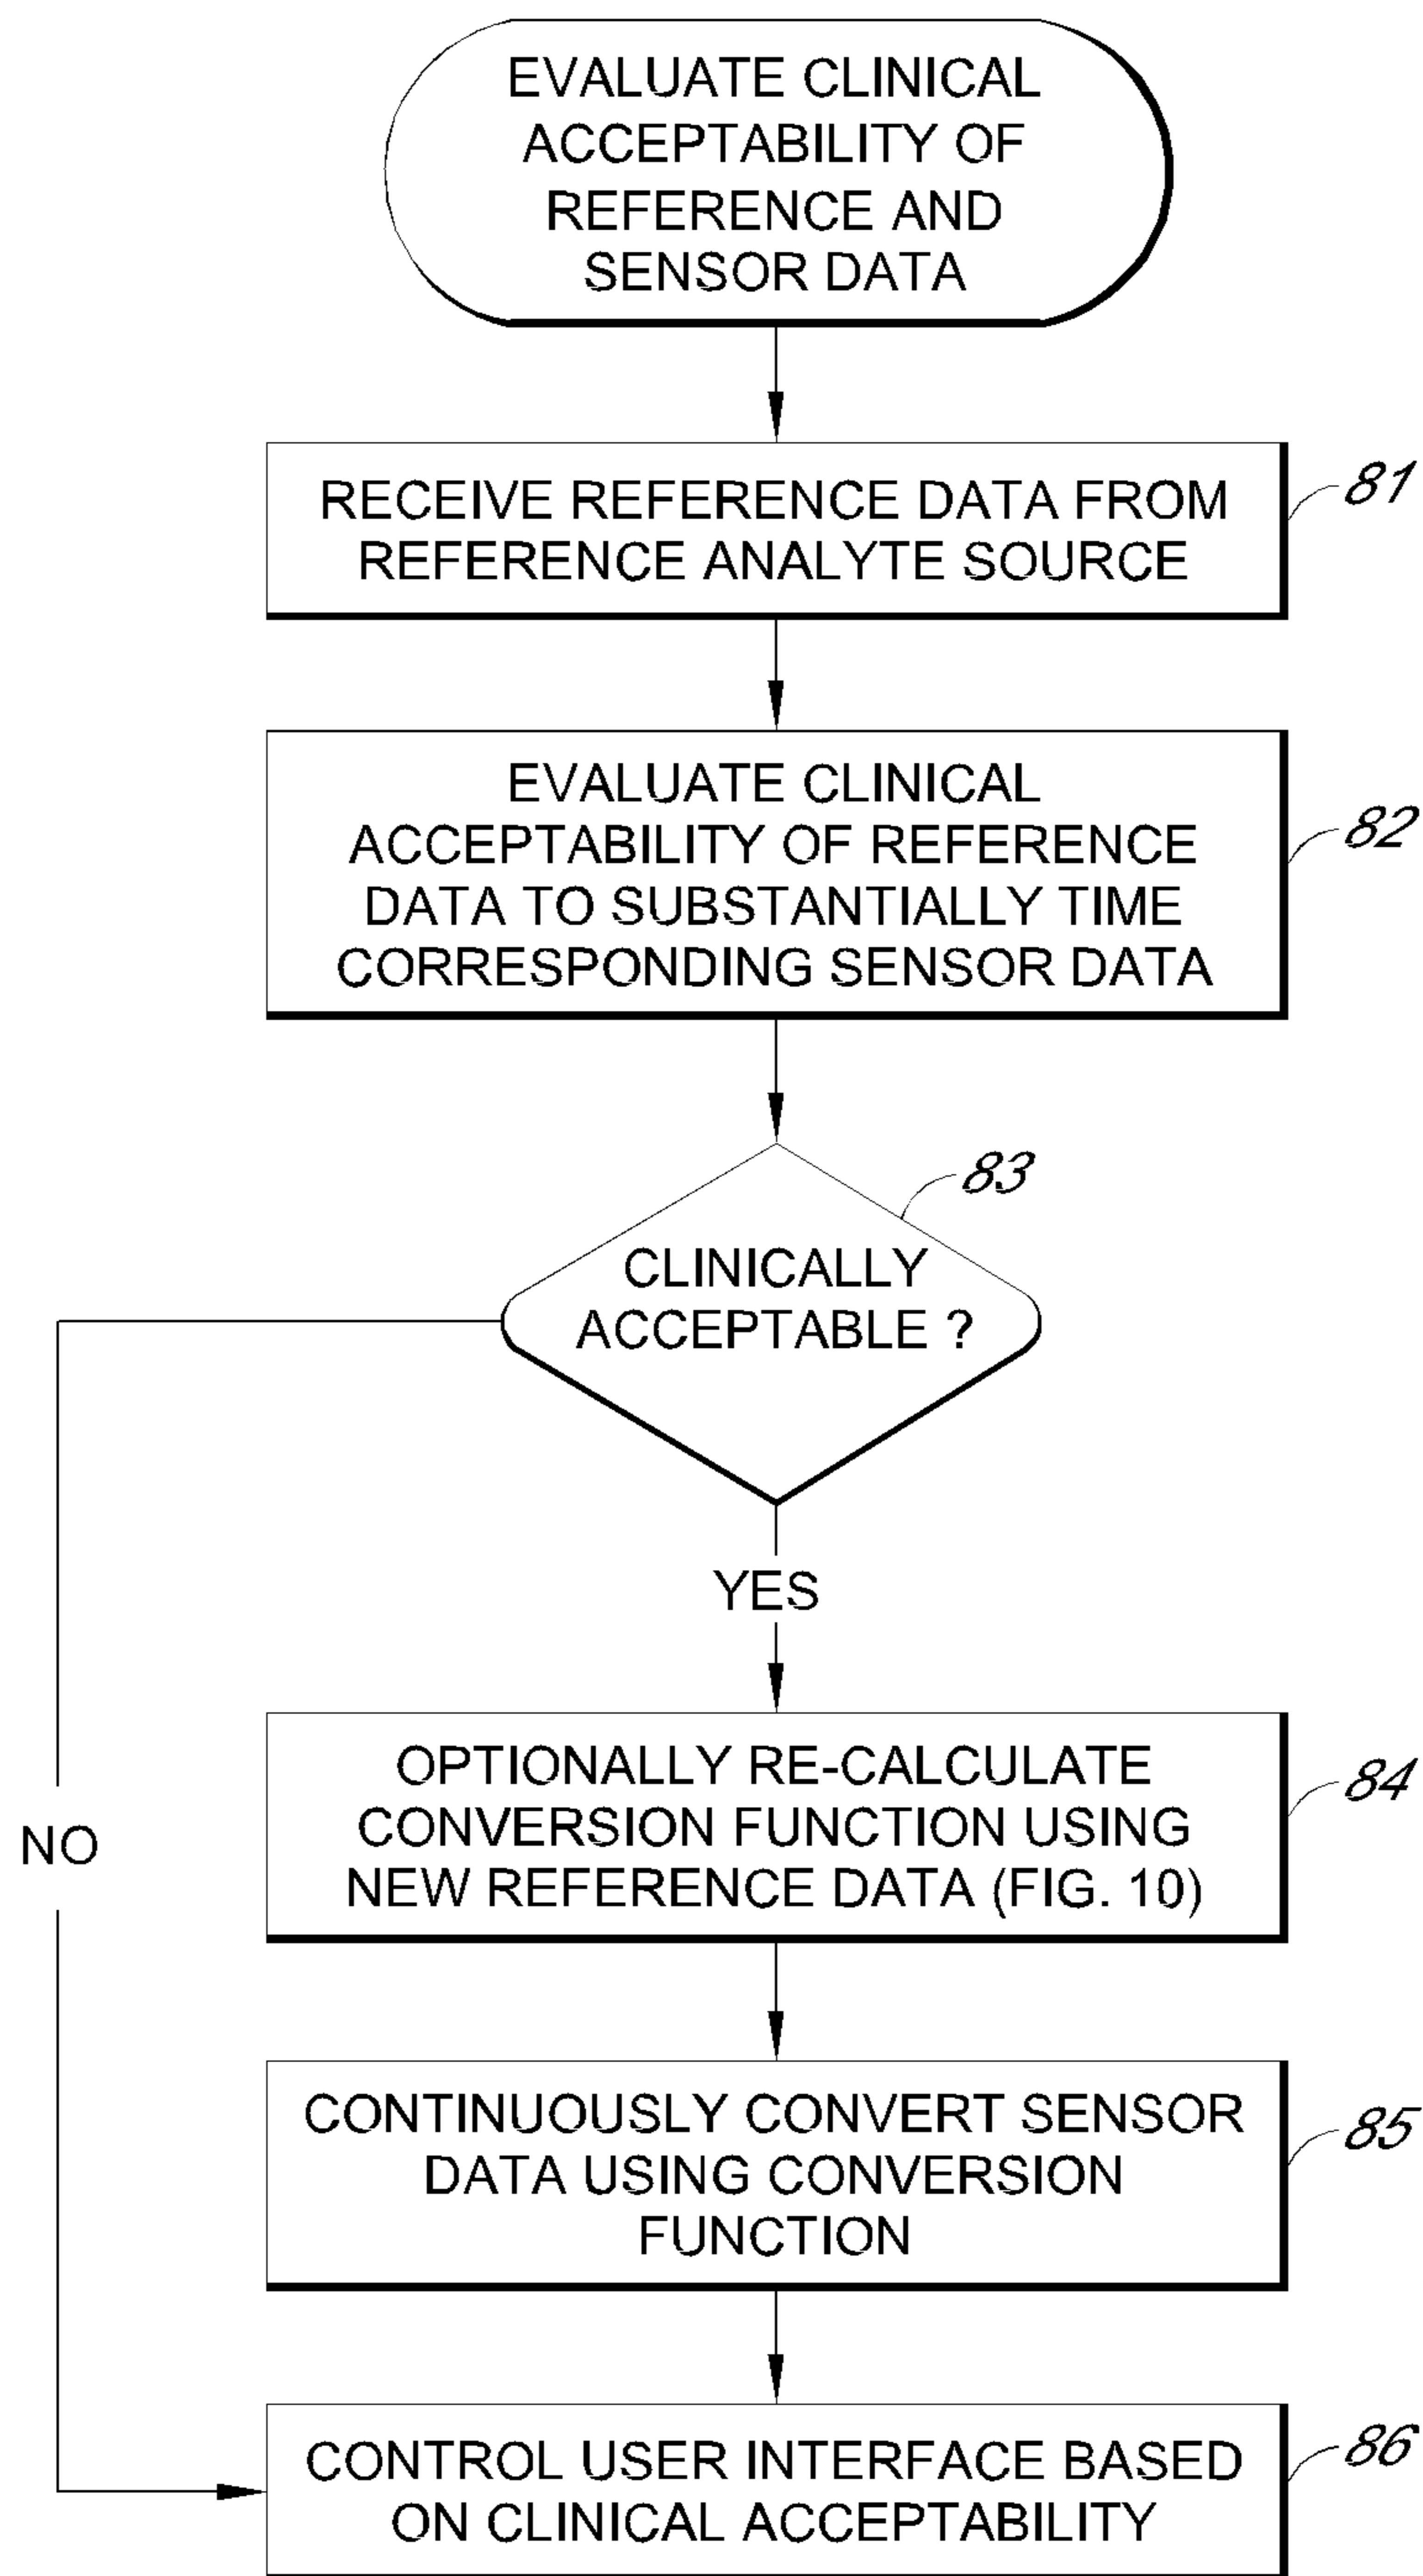 EVALUATE CLINICAL
ACCEPTABILITY OF
REFERENCE AND
SENSOR DATA
RECEIVE REFERENCE DATA FROM
REFERENCE ANALYTE SOURCE
81
EVALUATE CLINICAL
ACCEPTABILITY OF REFERENCE
DATA TO SUBSTANTIALLY TIME
CORRESPONDING SENSOR DATA
82
83
CLINICALLY
ACCEPTABLE ?
YES
OPTIONALLY RE-CALCULATE
CONVERSION FUNCTION USING
NEW REFERENCE DATA (FIG. 10)
84
NO
CONTINUOUSLY CONVERT SENSOR
DATA USING CONVERSION
FUNCTION
85
CONTROL USER INTERFACE BASED
ON CLINICAL ACCEPTABILITY
86